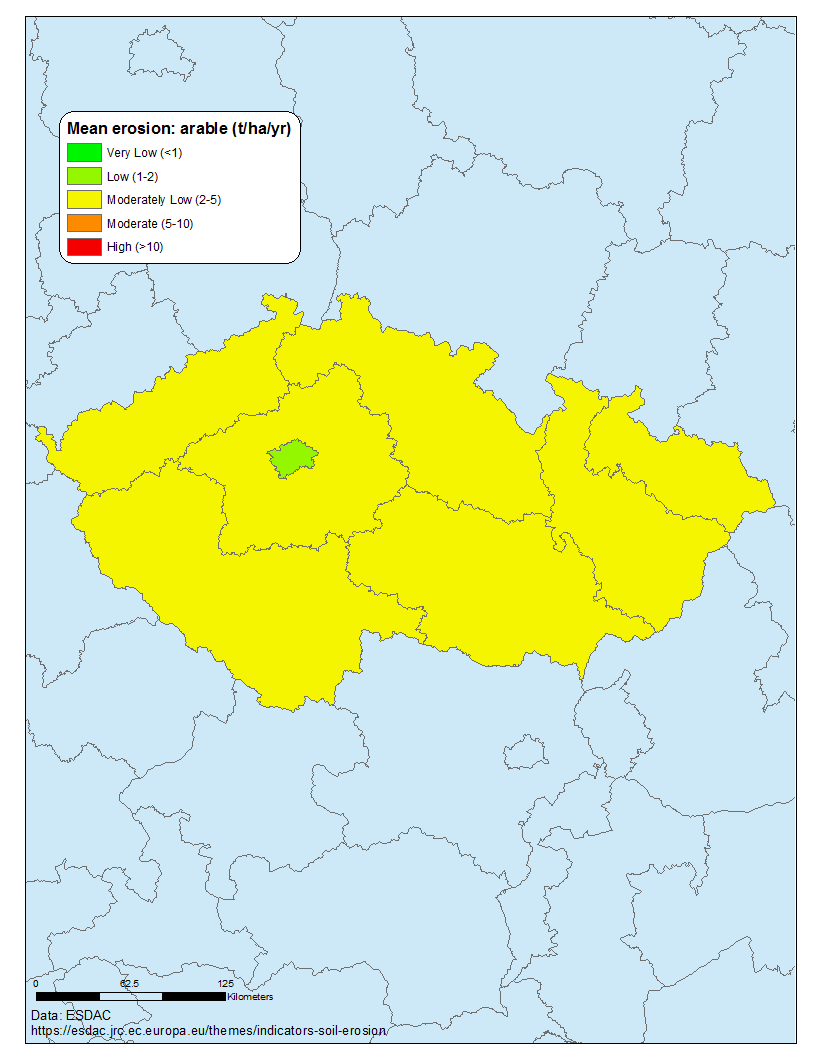 Mean erosion: arable (t/ha/yr)
Very Low (<1)
Low (1-2)
Moderately Low (2-5)
Moderate (5-10)
High (>10)
0 62.5 125
Kilometers
Data: ESDAC
https://esdac.jrc.ec.europa.eu/themes/indicators-soil-erosion/